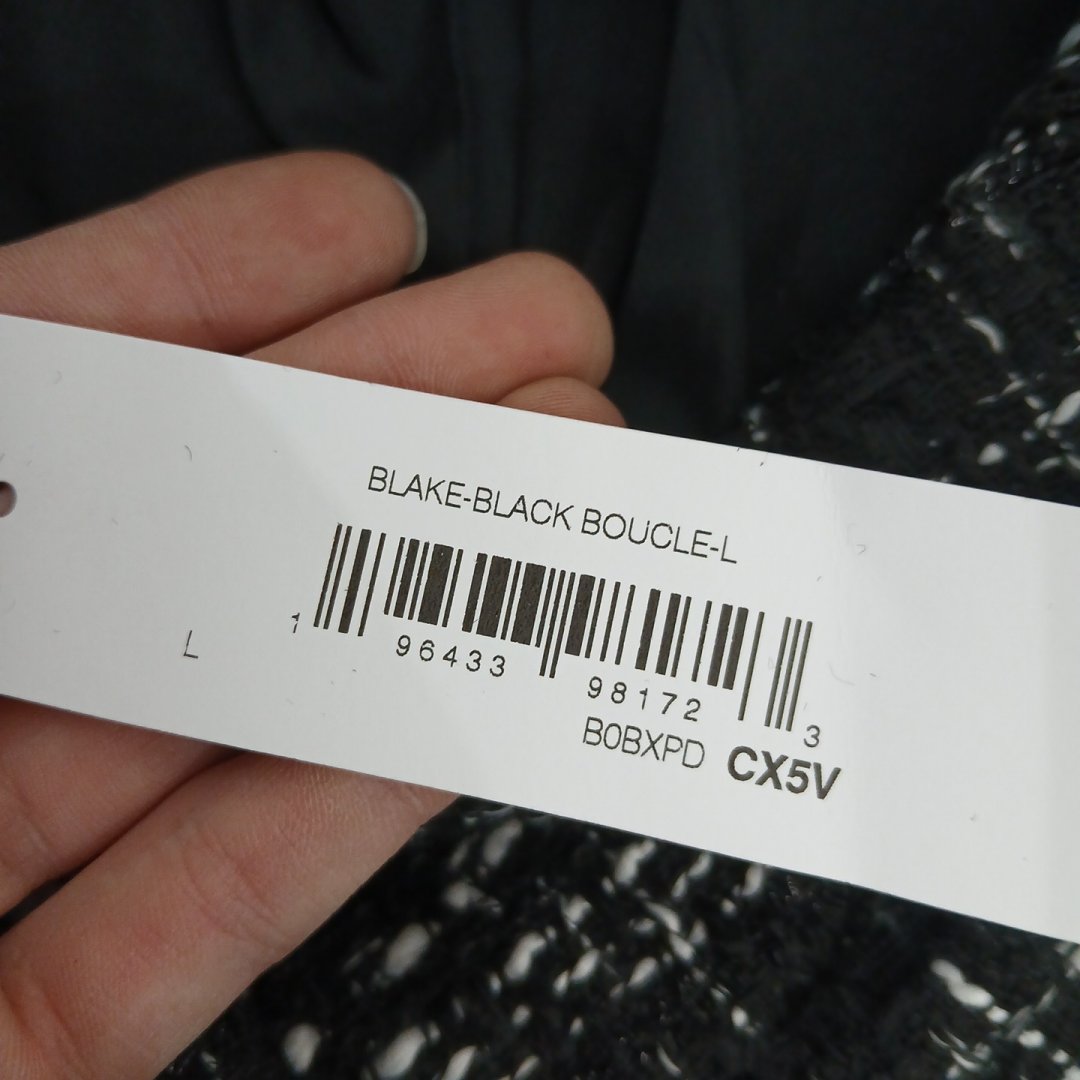 BLAKE-BLACK BOUCLE-L
L
1 96433 98172 3
B0BXPD CX5V